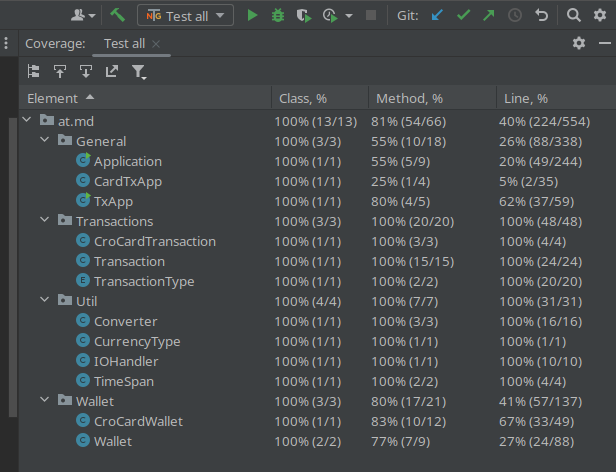 Test all Git:
Coverage: Test all
Element Class, % Method, % Line, %
at.md 100% (13/13) 81% (54/66) 40% (224/554)
General 100% (3/3) 55% (10/18) 26% (88/338)
Application 100% (1/1) 55% (5/9) 20% (49/244)
CardTxApp 100% (1/1) 25% (1/4) 5% (2/35)
TxApp 100% (1/1) 80% (4/5) 62% (37/59)
Transactions 100% (3/3) 100% (20/20) 100% (48/48)
CroCardTransaction 100% (1/1) 100% (3/3) 100% (4/4)
Transaction 100% (1/1) 100% (15/15) 100% (24/24)
TransactionType 100% (1/1) 100% (2/2) 100% (20/20)
Util 100% (4/4) 100% (7/7) 100% (31/31)
Converter 100% (1/1) 100% (3/3) 100% (16/16)
CurrencyType 100% (1/1) 100% (1/1) 100% (1/1)
IOHandler 100% (1/1) 100% (1/1) 100% (10/10)
TimeSpan 100% (1/1) 100% (2/2) 100% (4/4)
Wallet 100% (3/3) 80% (17/21) 41% (57/137)
CroCardWallet 100% (1/1) 83% (10/12) 67% (33/49)
Wallet 100% (2/2) 77% (7/9) 27% (24/88)